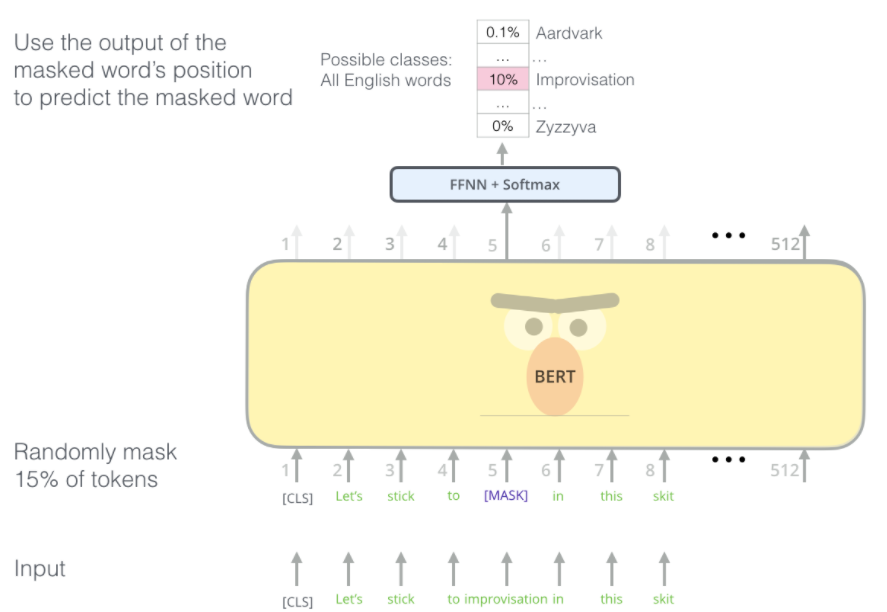 Use the output of the
masked word's position
to predict the masked word
Possible classes:
All English words
0.1% Aardvark
... ...
10% Improvisation
... ...
0% Zyzzyva
FFNN + Softmax
1 2 3 4 5 6 7 8 ... 512
BERT
Randomly mask
15% of tokens
1 2 3 4 5 6 7 8 ... 512
[CLS] Let's stick to [MASK] in this skit
Input
[CLS] Let's stick to improvisation in this skit